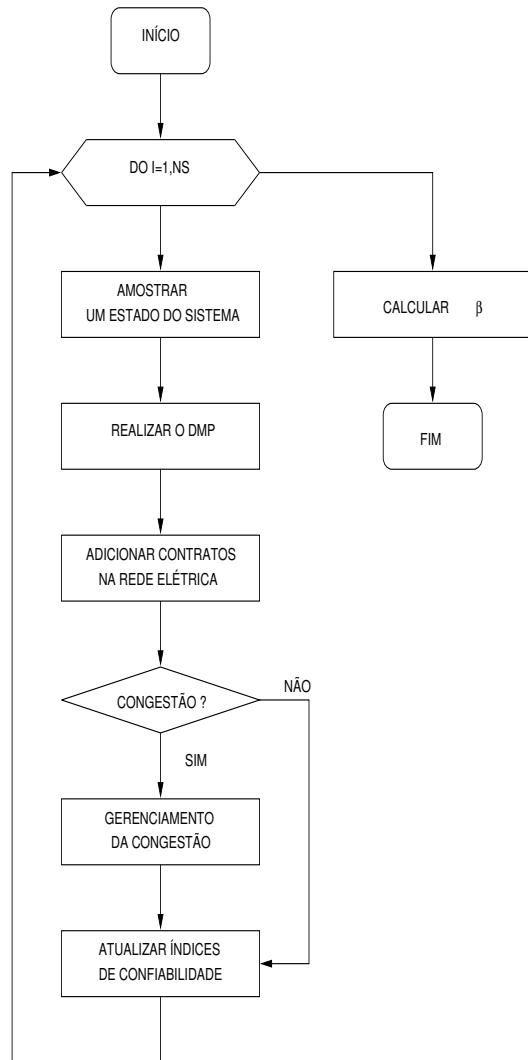 INÍCIO
DO I=1,NS
AMOSTRAR
UM ESTADO DO SISTEMA
CALCULAR β
REALIZAR O DMP
FIM
ADICIONAR CONTRATOS
NA REDE ELÉTRICA
CONGESTÃO ?
NÃO
SIM
GERENCIAMENTO
DA CONGESTÃO
ATUALIZAR ÍNDICES
DE CONFIABILIDADE